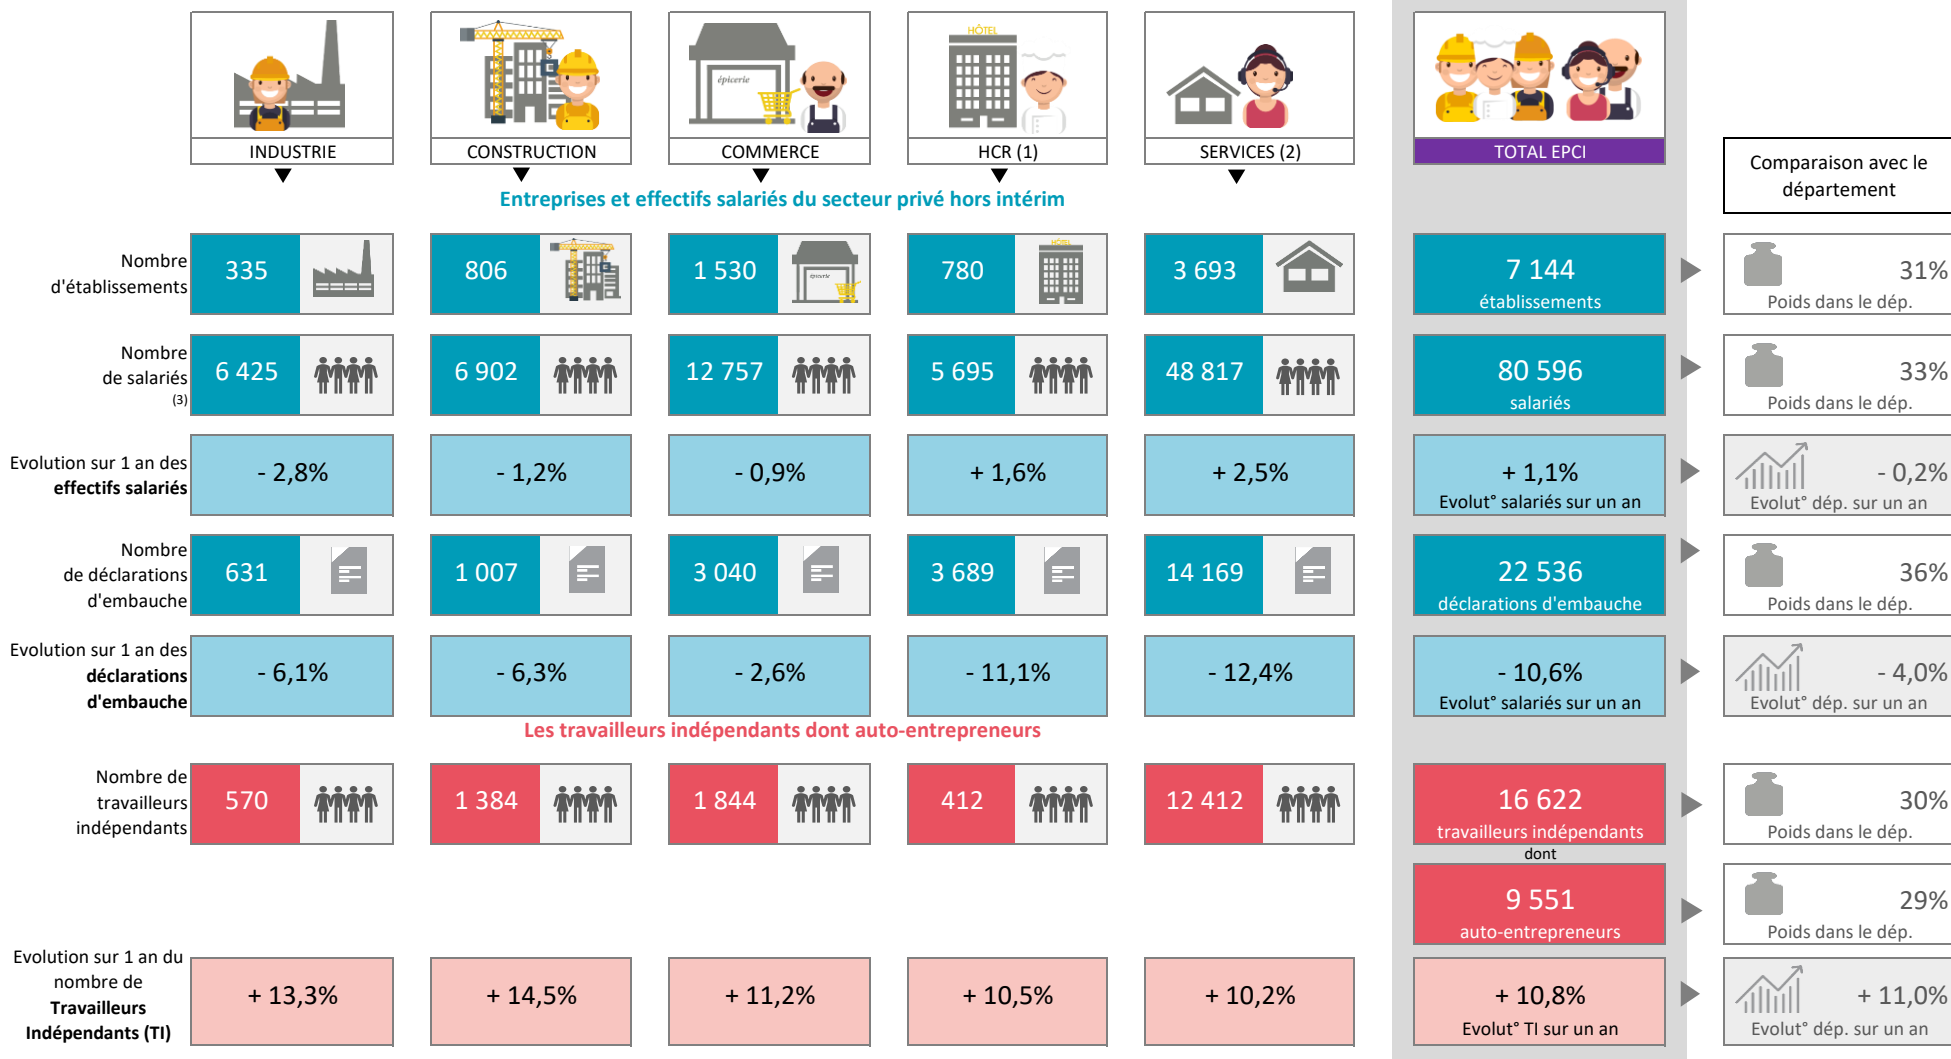 épicerie
HÔTEL
INDUSTRIE
CONSTRUCTION
COMMERCE
HCR (1)
SERVICES (2)
TOTAL EPCI
Comparaison avec le
département
Entreprises et effectifs salariés du secteur privé hors intérim
Nombre
d'établissements
335
806
1 530
épicerie
780
HÔTEL
3 693
7 144
établissements
31%
Poids dans le dép.
Nombre
de salariés
(3)
6 425
6 902
12 757
5 695
48 817
80 596
salariés
33%
Poids dans le dép.
Evolution sur 1 an des
effectifs salariés
- 2,8%
- 1,2%
- 0,9%
+ 1,6%
+ 2,5%
+ 1,1%
Evolut° salariés sur un an
- 0,2%
Evolut° dép. sur un an
Nombre
de déclarations
d'embauche
631
1 007
3 040
3 689
14 169
22 536
déclarations d'embauche
36%
Poids dans le dép.
Evolution sur 1 an des
déclarations
d'embauche
- 6,1%
- 6,3%
- 2,6%
- 11,1%
- 12,4%
- 10,6%
Evolut° salariés sur un an
- 4,0%
Evolut° dép. sur un an
Les travailleurs indépendants dont auto-entrepreneurs
Nombre de
travailleurs
indépendants
570
1 384
1 844
412
12 412
16 622
travailleurs indépendants
dont
30%
Poids dans le dép.
9 551
auto-entrepreneurs
29%
Poids dans le dép.
Evolution sur 1 an du
nombre de
Travailleurs
Indépendants (TI)
+ 13,3%
+ 14,5%
+ 11,2%
+ 10,5%
+ 10,2%
+ 10,8%
Evolut° TI sur un an
+ 11,0%
Evolut° dép. sur un an